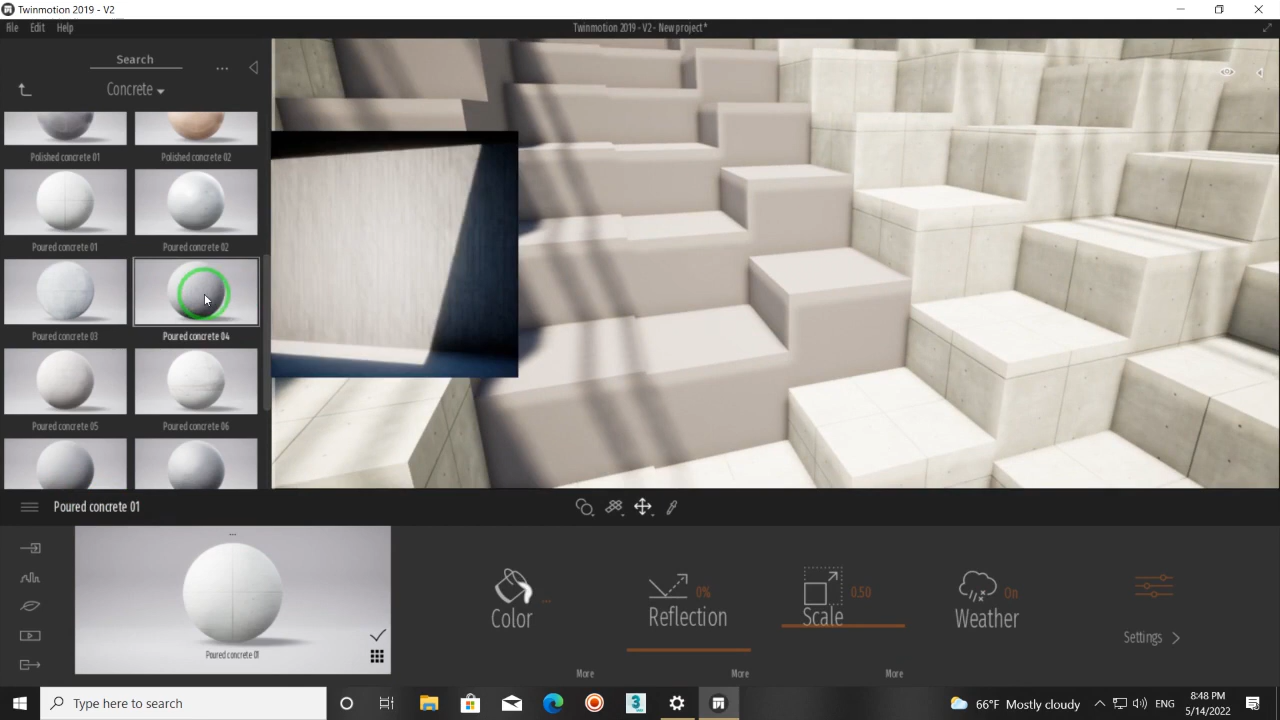 Twinmotion 2019 - V2
File Edit Help
Twinmotion 2019 - V2 - New project*
Search
...
Concrete
Polished concrete 01
Polished concrete 02
Poured concrete 01
Poured concrete 02
Poured concrete 03
Poured concrete 04
Poured concrete 05
Poured concrete 06
Poured concrete 01
...
Poured concrete 01
Color ...
More
Reflection 0%
More
Scale 0.50
More
Weather On
Settings
Type here to search
3
66°F Mostly cloudy
ENG
8:48 PM
5/14/2022